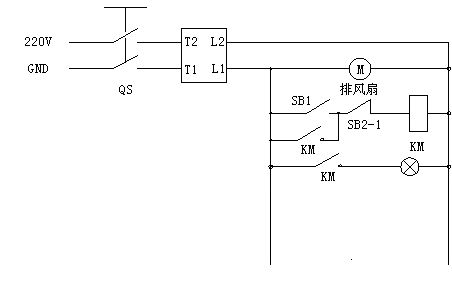 220V T2 L2
GND T1 L1 M
QS 排风扇
SB1
SB2-1
KM KM
KM